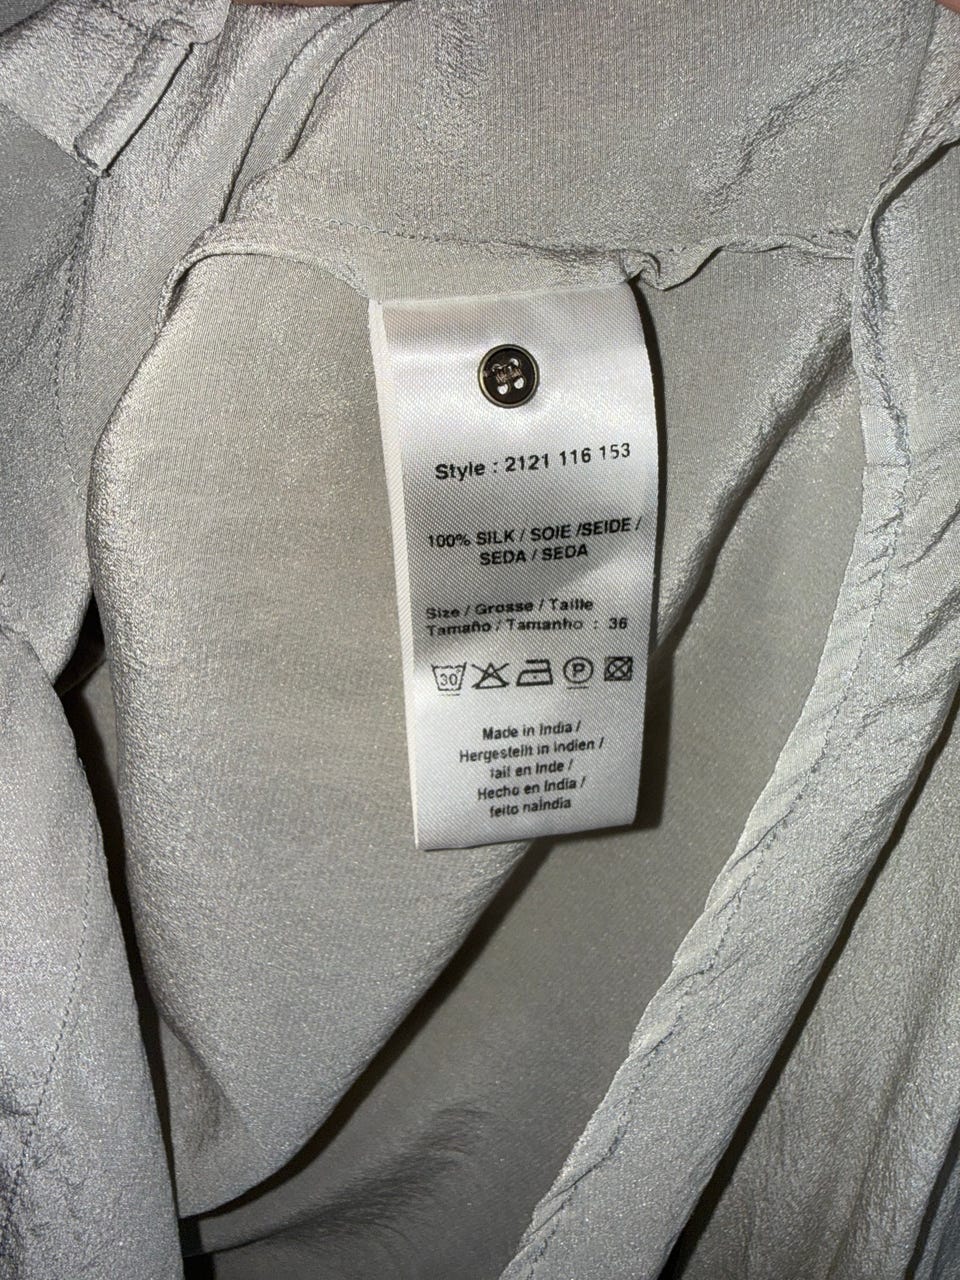 Style : 2121 116 153
100% SILK / SOIE /SEIDE /
SEDA / SEDA
Size / Grosse / Taille
Tamaño / Tamanho : 36
30
P
Made in India /
Hergestellt in indien /
fait en Inde /
Hecho en India /
feito naindia